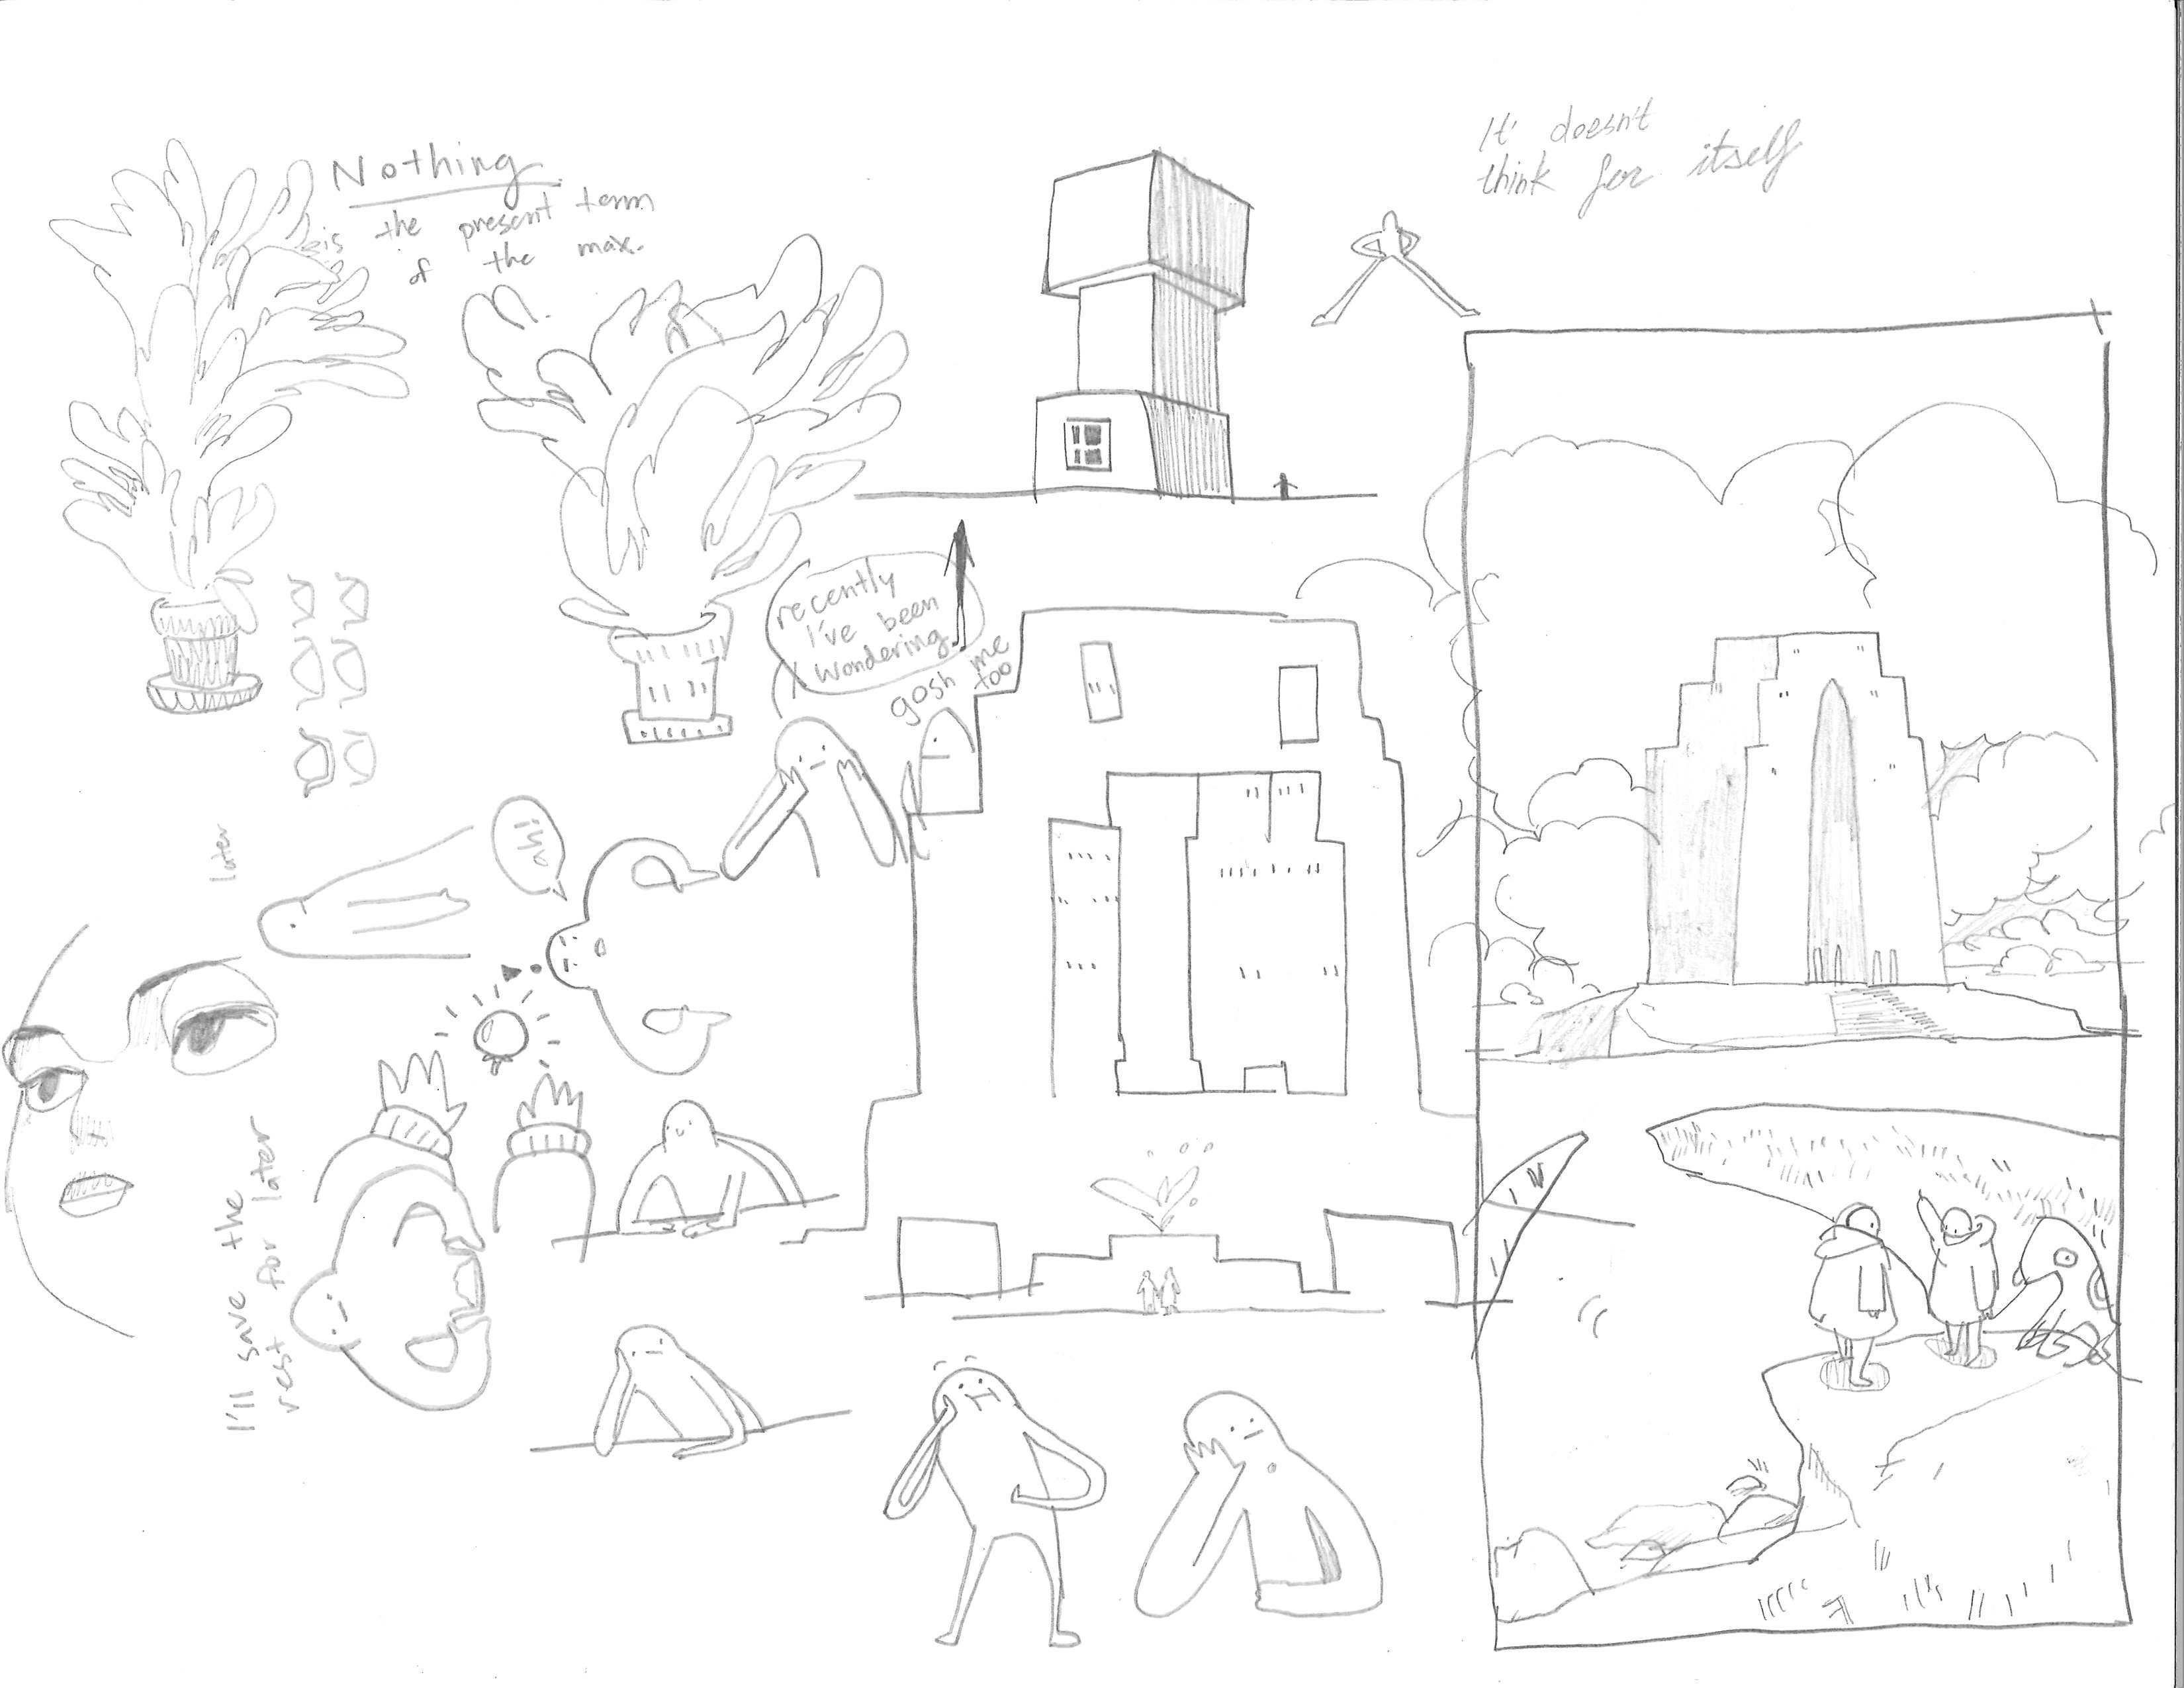 Nothing
is the present term
of the max.
It doesn't
think for itself
recently
I've been
wondering
gosh me
too
later
ah!
I'll save the
rest for later